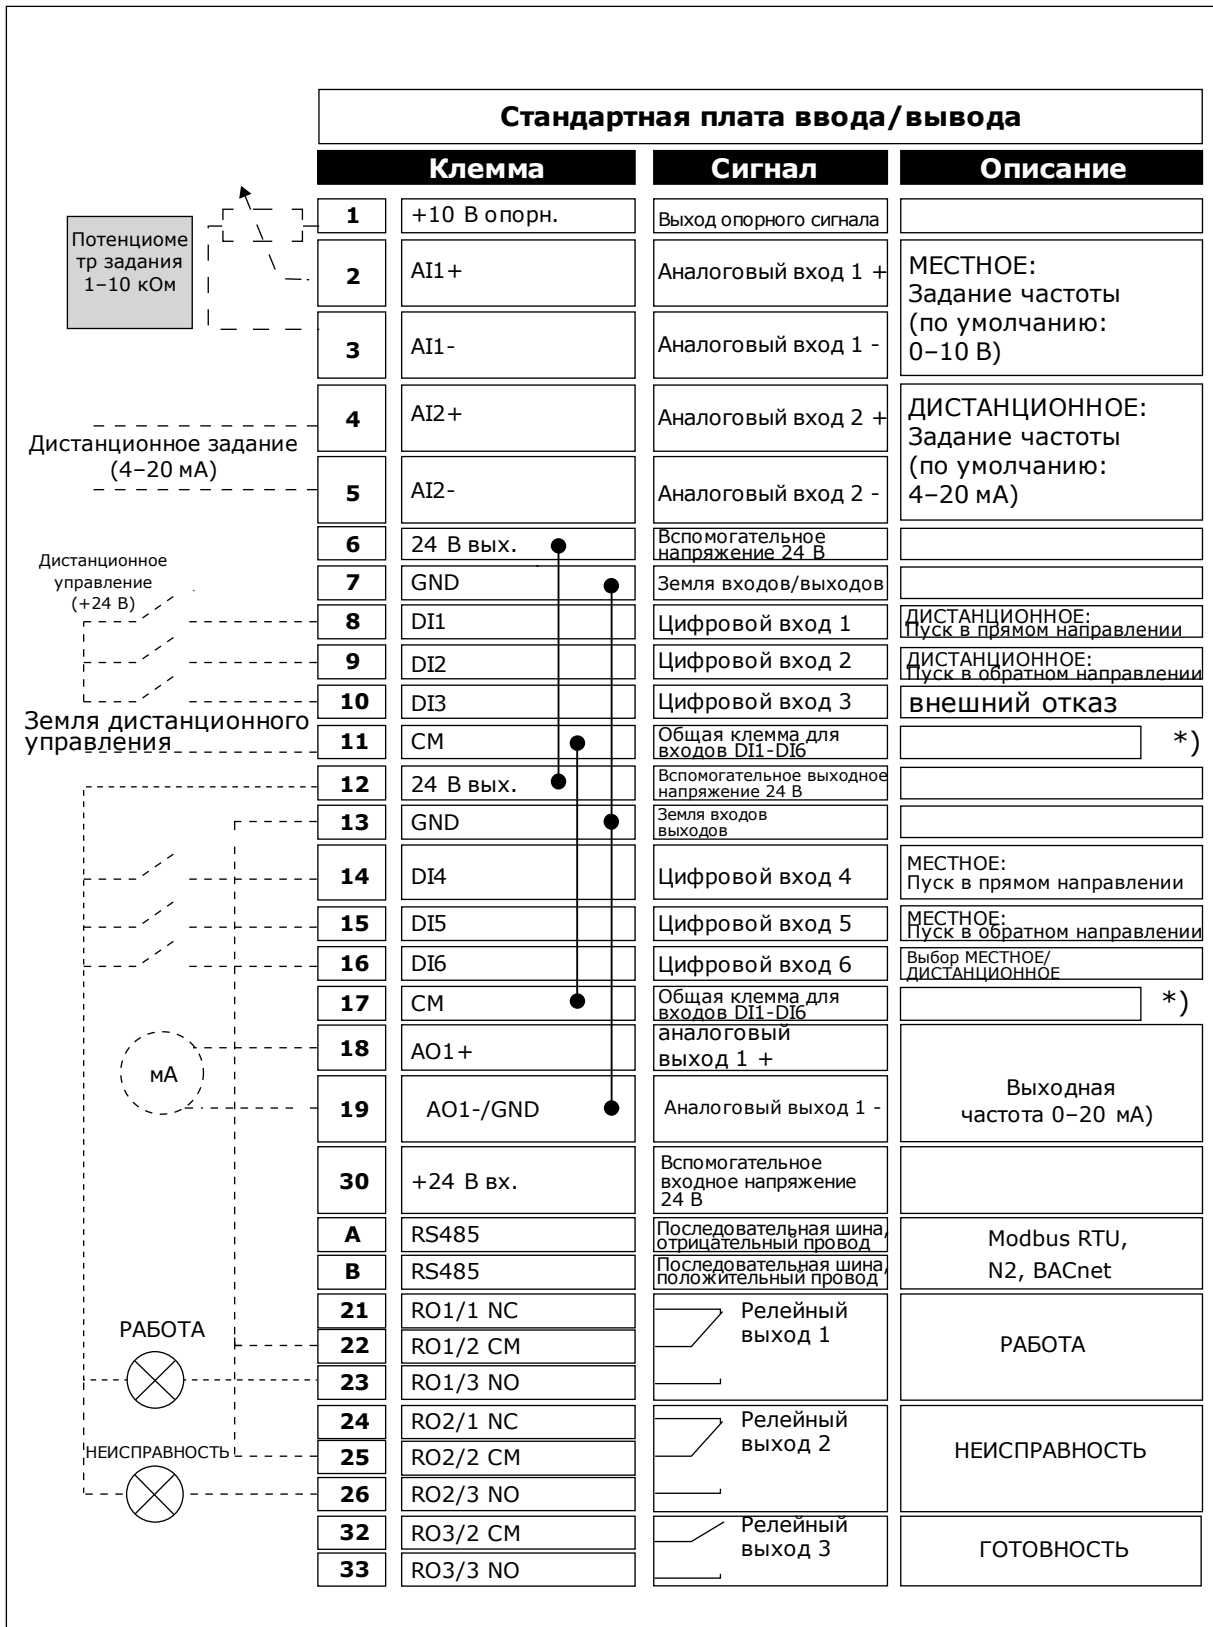 Стандартная плата ввода/вывода
Клемма Сигнал Описание
Потенциоме
тр задания
1–10 кОм
1 +10 В опорн. Выход опорного сигнала
2 AI1+ Аналоговый вход 1 +
3 AI1- Аналоговый вход 1 -
МЕСТНОЕ:
Задание частоты
(по умолчанию:
0–10 В)
Дистанционное задание
(4–20 мА)
4 AI2+ Аналоговый вход 2 +
5 AI2- Аналоговый вход 2 -
ДИСТАНЦИОННОЕ:
Задание частоты
(по умолчанию:
4–20 мА)
6 24 В вых. Вспомогательное
напряжение 24 В
Дистанционное
управление
(+24 В)
7 GND Земля входов/выходов
8 DI1 Цифровой вход 1 ДИСТАНЦИОННОЕ:
Пуск в прямом направлении
9 DI2 Цифровой вход 2 ДИСТАНЦИОННОЕ:
Пуск в обратном направлении
10 DI3 Цифровой вход 3 внешний отказ
Земля дистанционного
управления
11 CM Общая клемма для
входов DI1-DI6
*)
12 24 В вых. Вспомогательное выходное
напряжение 24 В
13 GND Земля входов
выходов
14 DI4 Цифровой вход 4 МЕСТНОЕ:
Пуск в прямом направлении
15 DI5 Цифровой вход 5 МЕСТНОЕ:
Пуск в обратном направлении
16 DI6 Цифровой вход 6 Выбор МЕСТНОЕ/
ДИСТАНЦИОННОЕ
17 CM Общая клемма для
входов DI1-DI6
*)
мА
18 AO1+ аналоговый
выход 1 +
19 AO1-/GND Аналоговый выход 1 -
Выходная
частота 0–20 мА)
30 +24 В вх. Вспомогательное
входное напряжение
24 В
A RS485 Последовательная шина,
отрицательный провод
B RS485 Последовательная шина,
положительный провод
Modbus RTU,
N2, BACnet
РАБОТА
21 RO1/1 NC
22 RO1/2 CM
23 RO1/3 NO
Релейный
выход 1
РАБОТА
НЕИСПРАВНОСТЬ
24 RO2/1 NC
25 RO2/2 CM
26 RO2/3 NO
Релейный
выход 2
НЕИСПРАВНОСТЬ
32 RO3/2 CM
33 RO3/3 NO
Релейный
выход 3
ГОТОВНОСТЬ